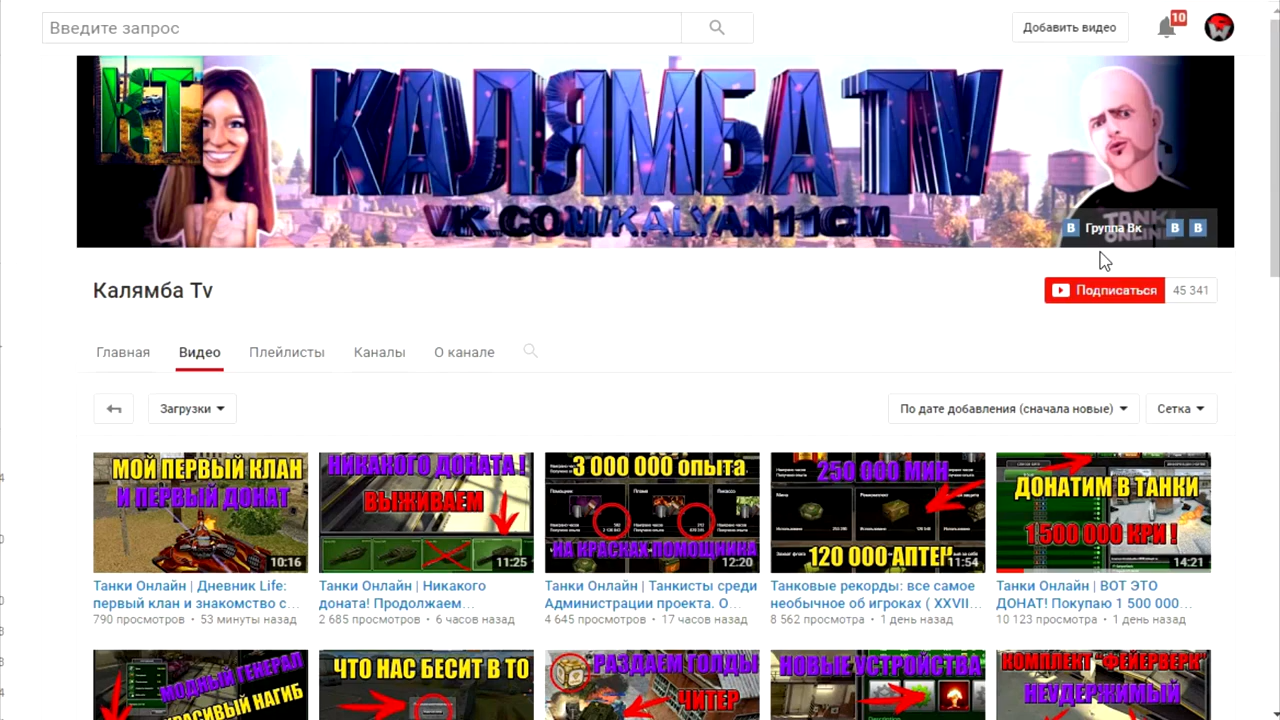 Введите запрос
Добавить видео
10
КТ
КАЛЯМБА TV
VK.COM/KALYAN11CM
TANKI
ONLINE
В Группа Вк В В
Калямба Tv
Подписаться 45 341
Главная Видео Плейлисты Каналы О канале
Загрузки
По дате добавления (сначала новые) Сетка
МОЙ ПЕРВЫЙ КЛАН
И ПЕРВЫЙ ДОНАТ
10:16
Танки Онлайн | Дневник Life:
первый клан и знакомство с...
790 просмотров • 53 минуты назад
НИКАКОГО ДОНАТА !
ВЫЖИВАЕМ
11:25
Танки Онлайн | Никакого
доната! Продолжаем...
2 685 просмотров • 6 часов назад
3 000 000 опыта
НА КРАСКАХ ПОМОЩНИКА
12:20
Танки Онлайн | Танкисты среди
Администрации проекта. О...
4 645 просмотров • 17 часов назад
250 000 МИН
120 000 АПТЕК
11:54
Танковые рекорды: все самое
необычное об игроках ( XXVII...
8 562 просмотра • 1 день назад
ДОНАТИМ В ТАНКИ
1 500 000 КРИ !
14:21
Танки Онлайн | ВОТ ЭТО
ДОНАТ! Покупаю 1 500 000...
10 123 просмотра • 1 день назад
МОДНЫЙ ГЕНЕРАЛ
КРАСИВЫЙ НАГИБ
ЧТО НАС БЕСИТ В ТО
РАЗДАЕМ ГОЛДЫ
ЧИТЕР
НОВЫЕ УСТРОЙСТВА
КОМПЛЕКТ "ФЕЙЕРВЕРК"
НЕУДЕРЖИМЫЙ